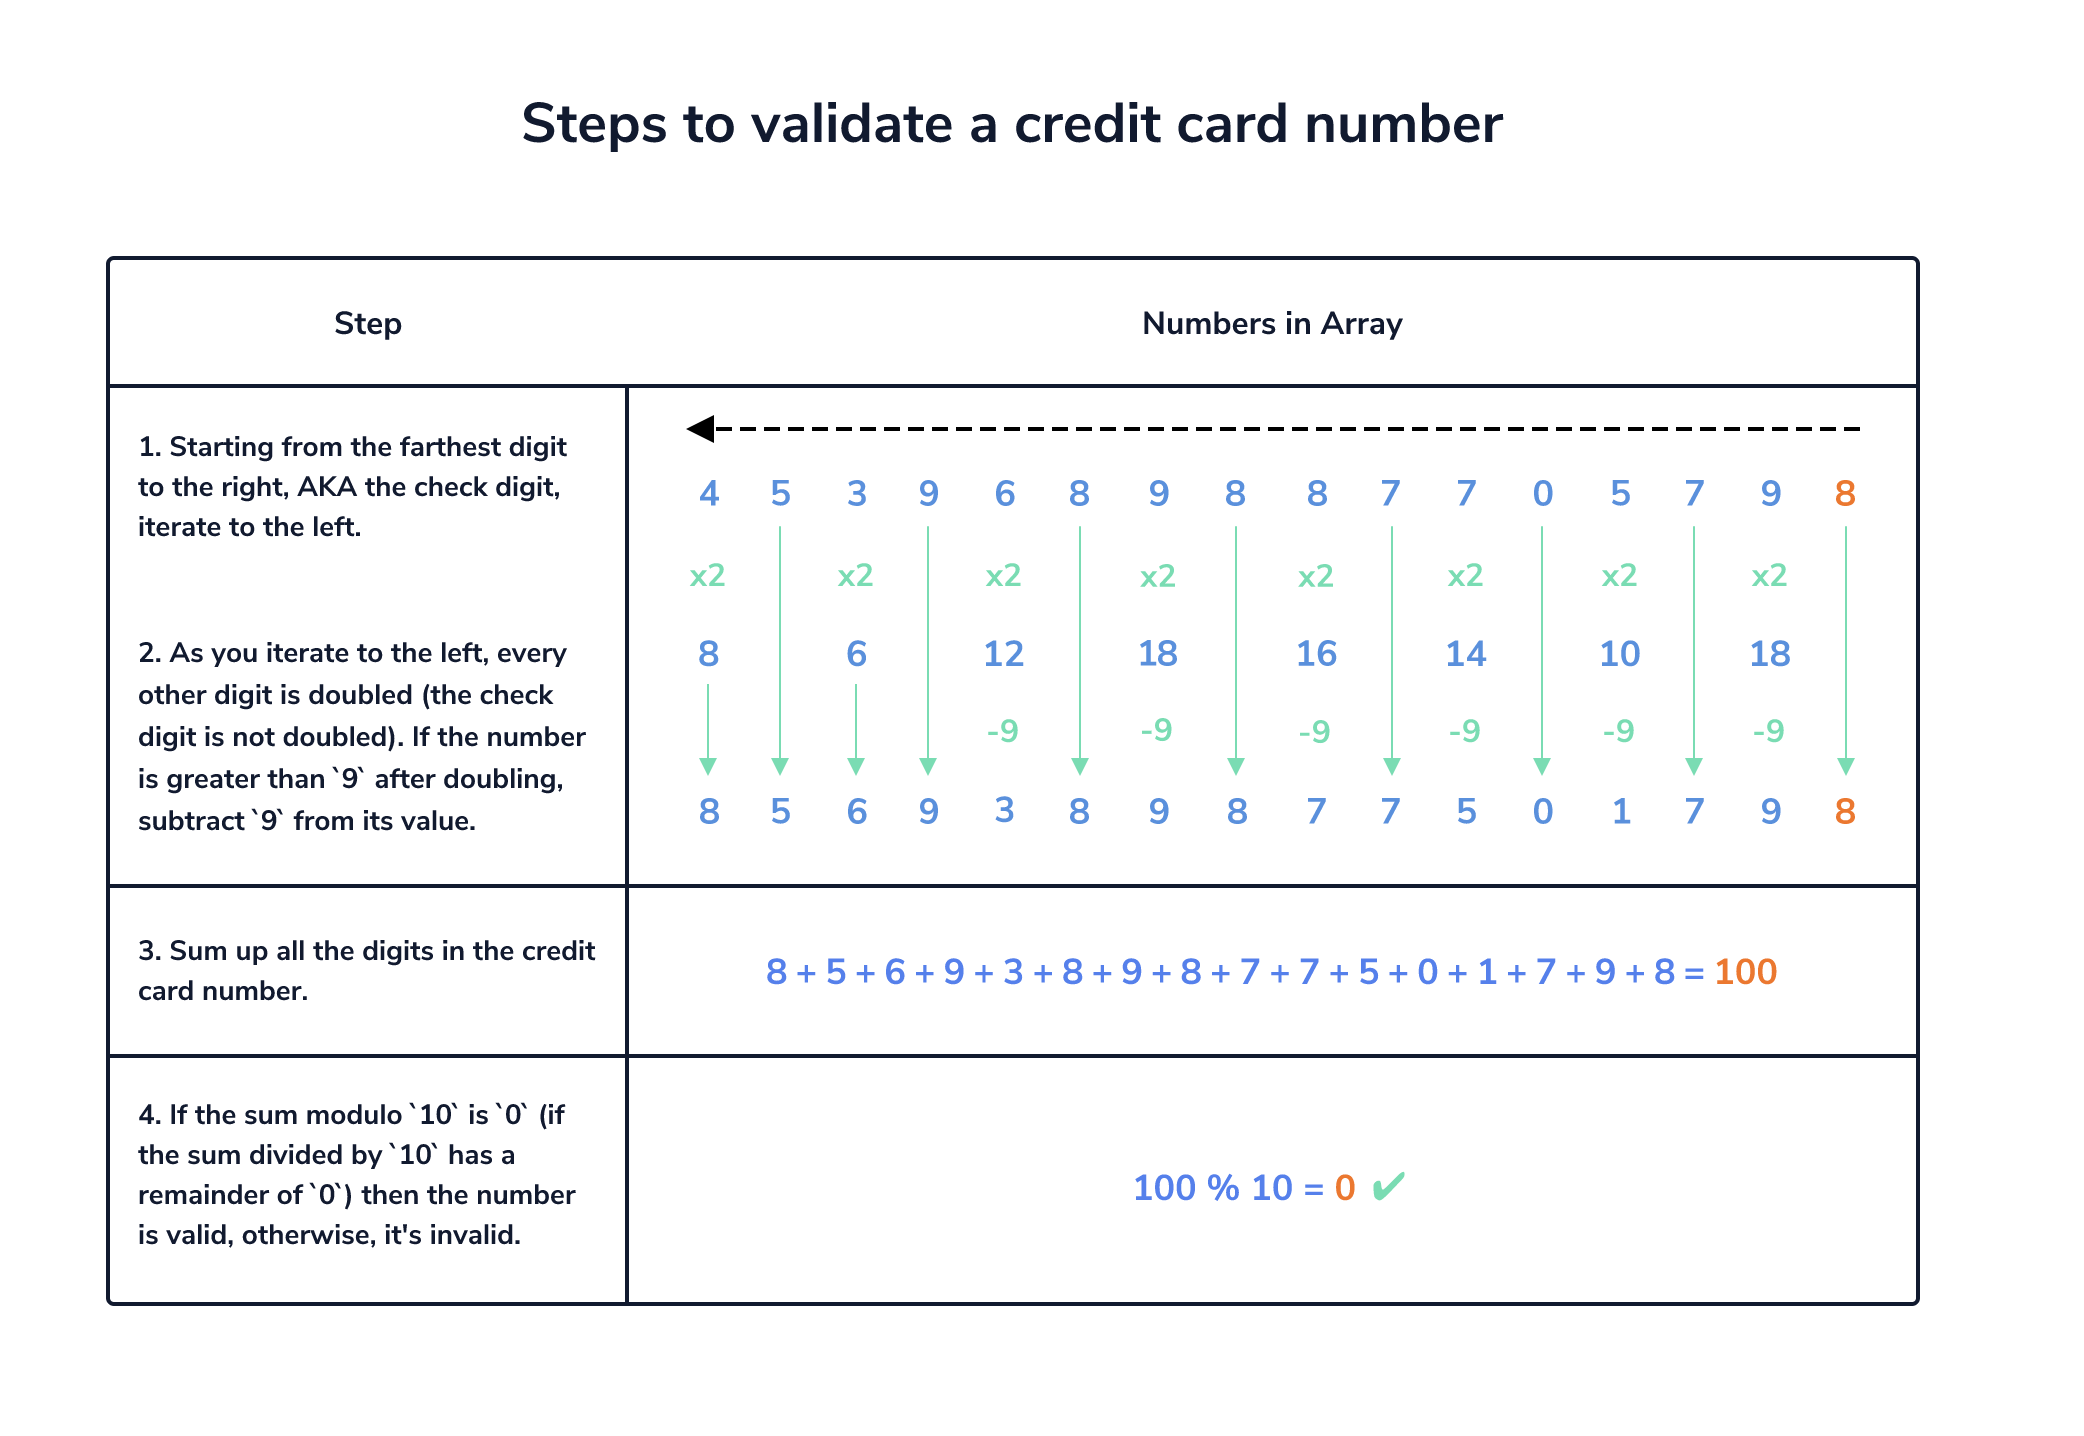 Steps to validate a credit card number
Step
Numbers in Array
1. Starting from the farthest digit
to the right, AKA the check digit,
iterate to the left.
2. As you iterate to the left, every
other digit is doubled (the check
digit is not doubled). If the number
is greater than `9` after doubling,
subtract `9` from its value.
4 5 3 9 6 8 9 8 8 7 7 0 5 7 9 8
x2 x2 x2 x2 x2 x2 x2 x2
8 6 12 18 16 14 10 18
-9 -9 -9 -9 -9 -9
8 5 6 9 3 8 9 8 7 7 5 0 1 7 9 8
3. Sum up all the digits in the credit
card number.
8 + 5 + 6 + 9 + 3 + 8 + 9 + 8 + 7 + 7 + 5 + 0 + 1 + 7 + 9 + 8 = 100
4. If the sum modulo `10` is `0` (if
the sum divided by `10` has a
remainder of `0`) then the number
is valid, otherwise, it's invalid.
100 % 10 = 0 ✔